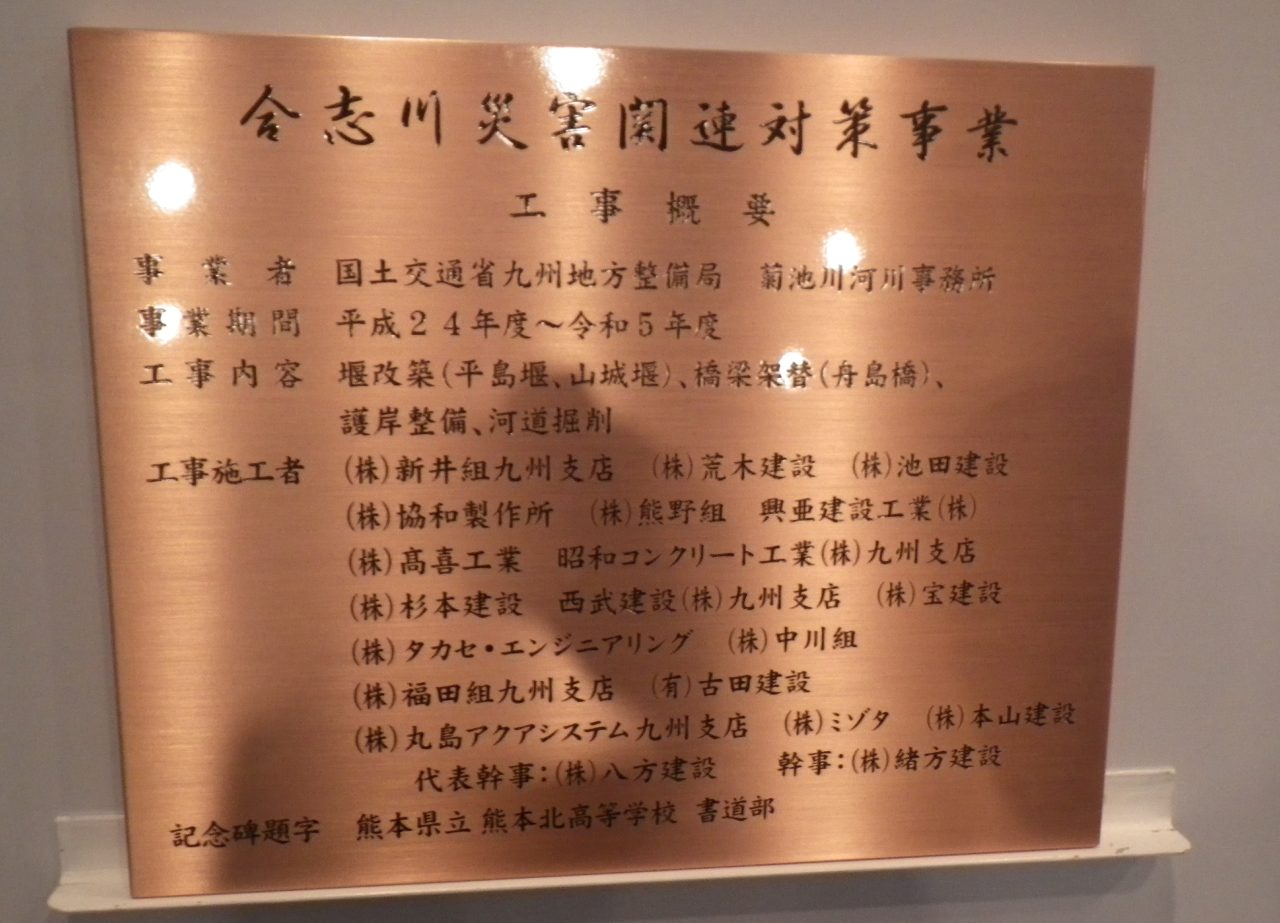 合志川災害関連対策事業
工事概要
事業者 国土交通省九州地方整備局 菊池川河川事務所
事業期間 平成24年度～令和5年度
工事内容 堰改築(平島堰、山城堰)、橋梁架替(舟島橋)、
護岸整備、河道掘削
工事施工者 (株)新井組九州支店 (株)荒木建設 (株)池田建設
(株)協和製作所 (株)熊野組 興亜建設工業(株)
(株)髙喜工業 昭和コンクリート工業(株)九州支店
(株)杉本建設 西武建設(株)九州支店 (株)宝建設
(株)タカセ・エンジニアリング (株)中川組
(株)福田組九州支店 (有)古田建設
(株)丸島アクアシステム九州支店 (株)ミゾタ (株)本山建設
代表幹事：(株)八方建設 幹事：(株)緒方建設
記念碑題字 熊本県立 熊本北高等学校 書道部